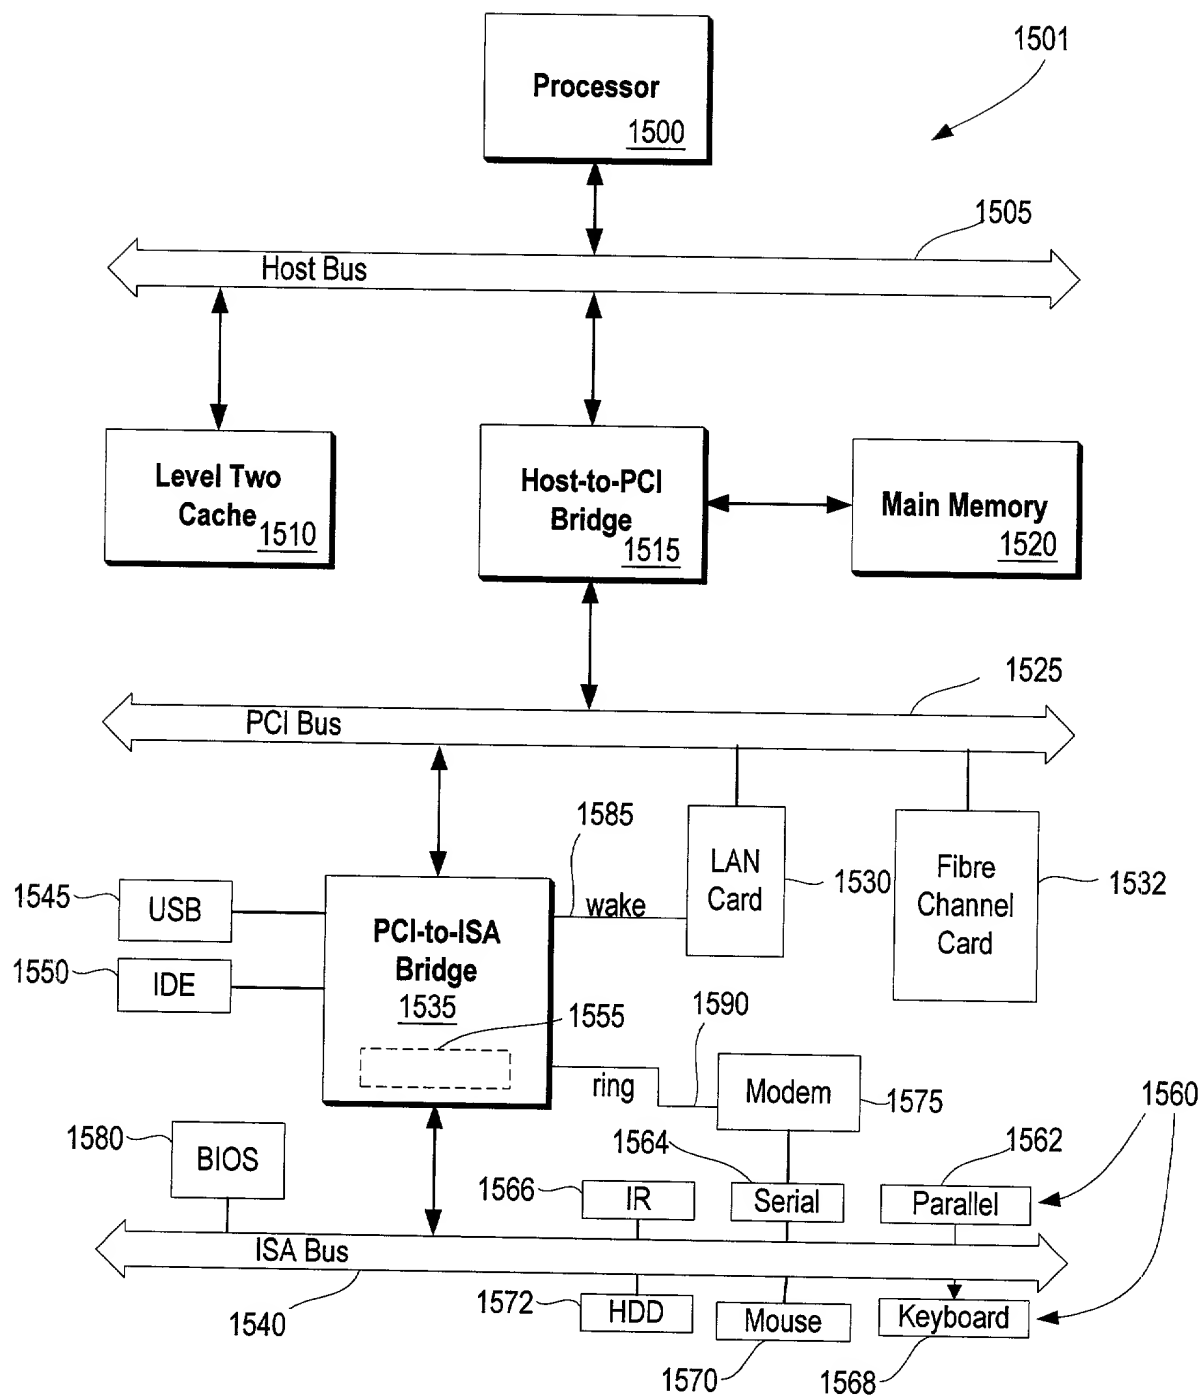 1501
Processor
1500
1505
Host Bus
Level Two
Cache
1510
Host-to-PCI
Bridge
1515
Main Memory
1520
1525
PCI Bus
1585
wake
LAN
Card
1530
Fibre
Channel
Card
1532
1545
USB
1550
IDE
PCI-to-ISA
Bridge
1535
1555
1590
ring
Modem
1575
1560
1580
BIOS
1564
1562
1566
IR
Serial
Parallel
ISA Bus
1540
1572
HDD
Mouse
Keyboard
1570
1568